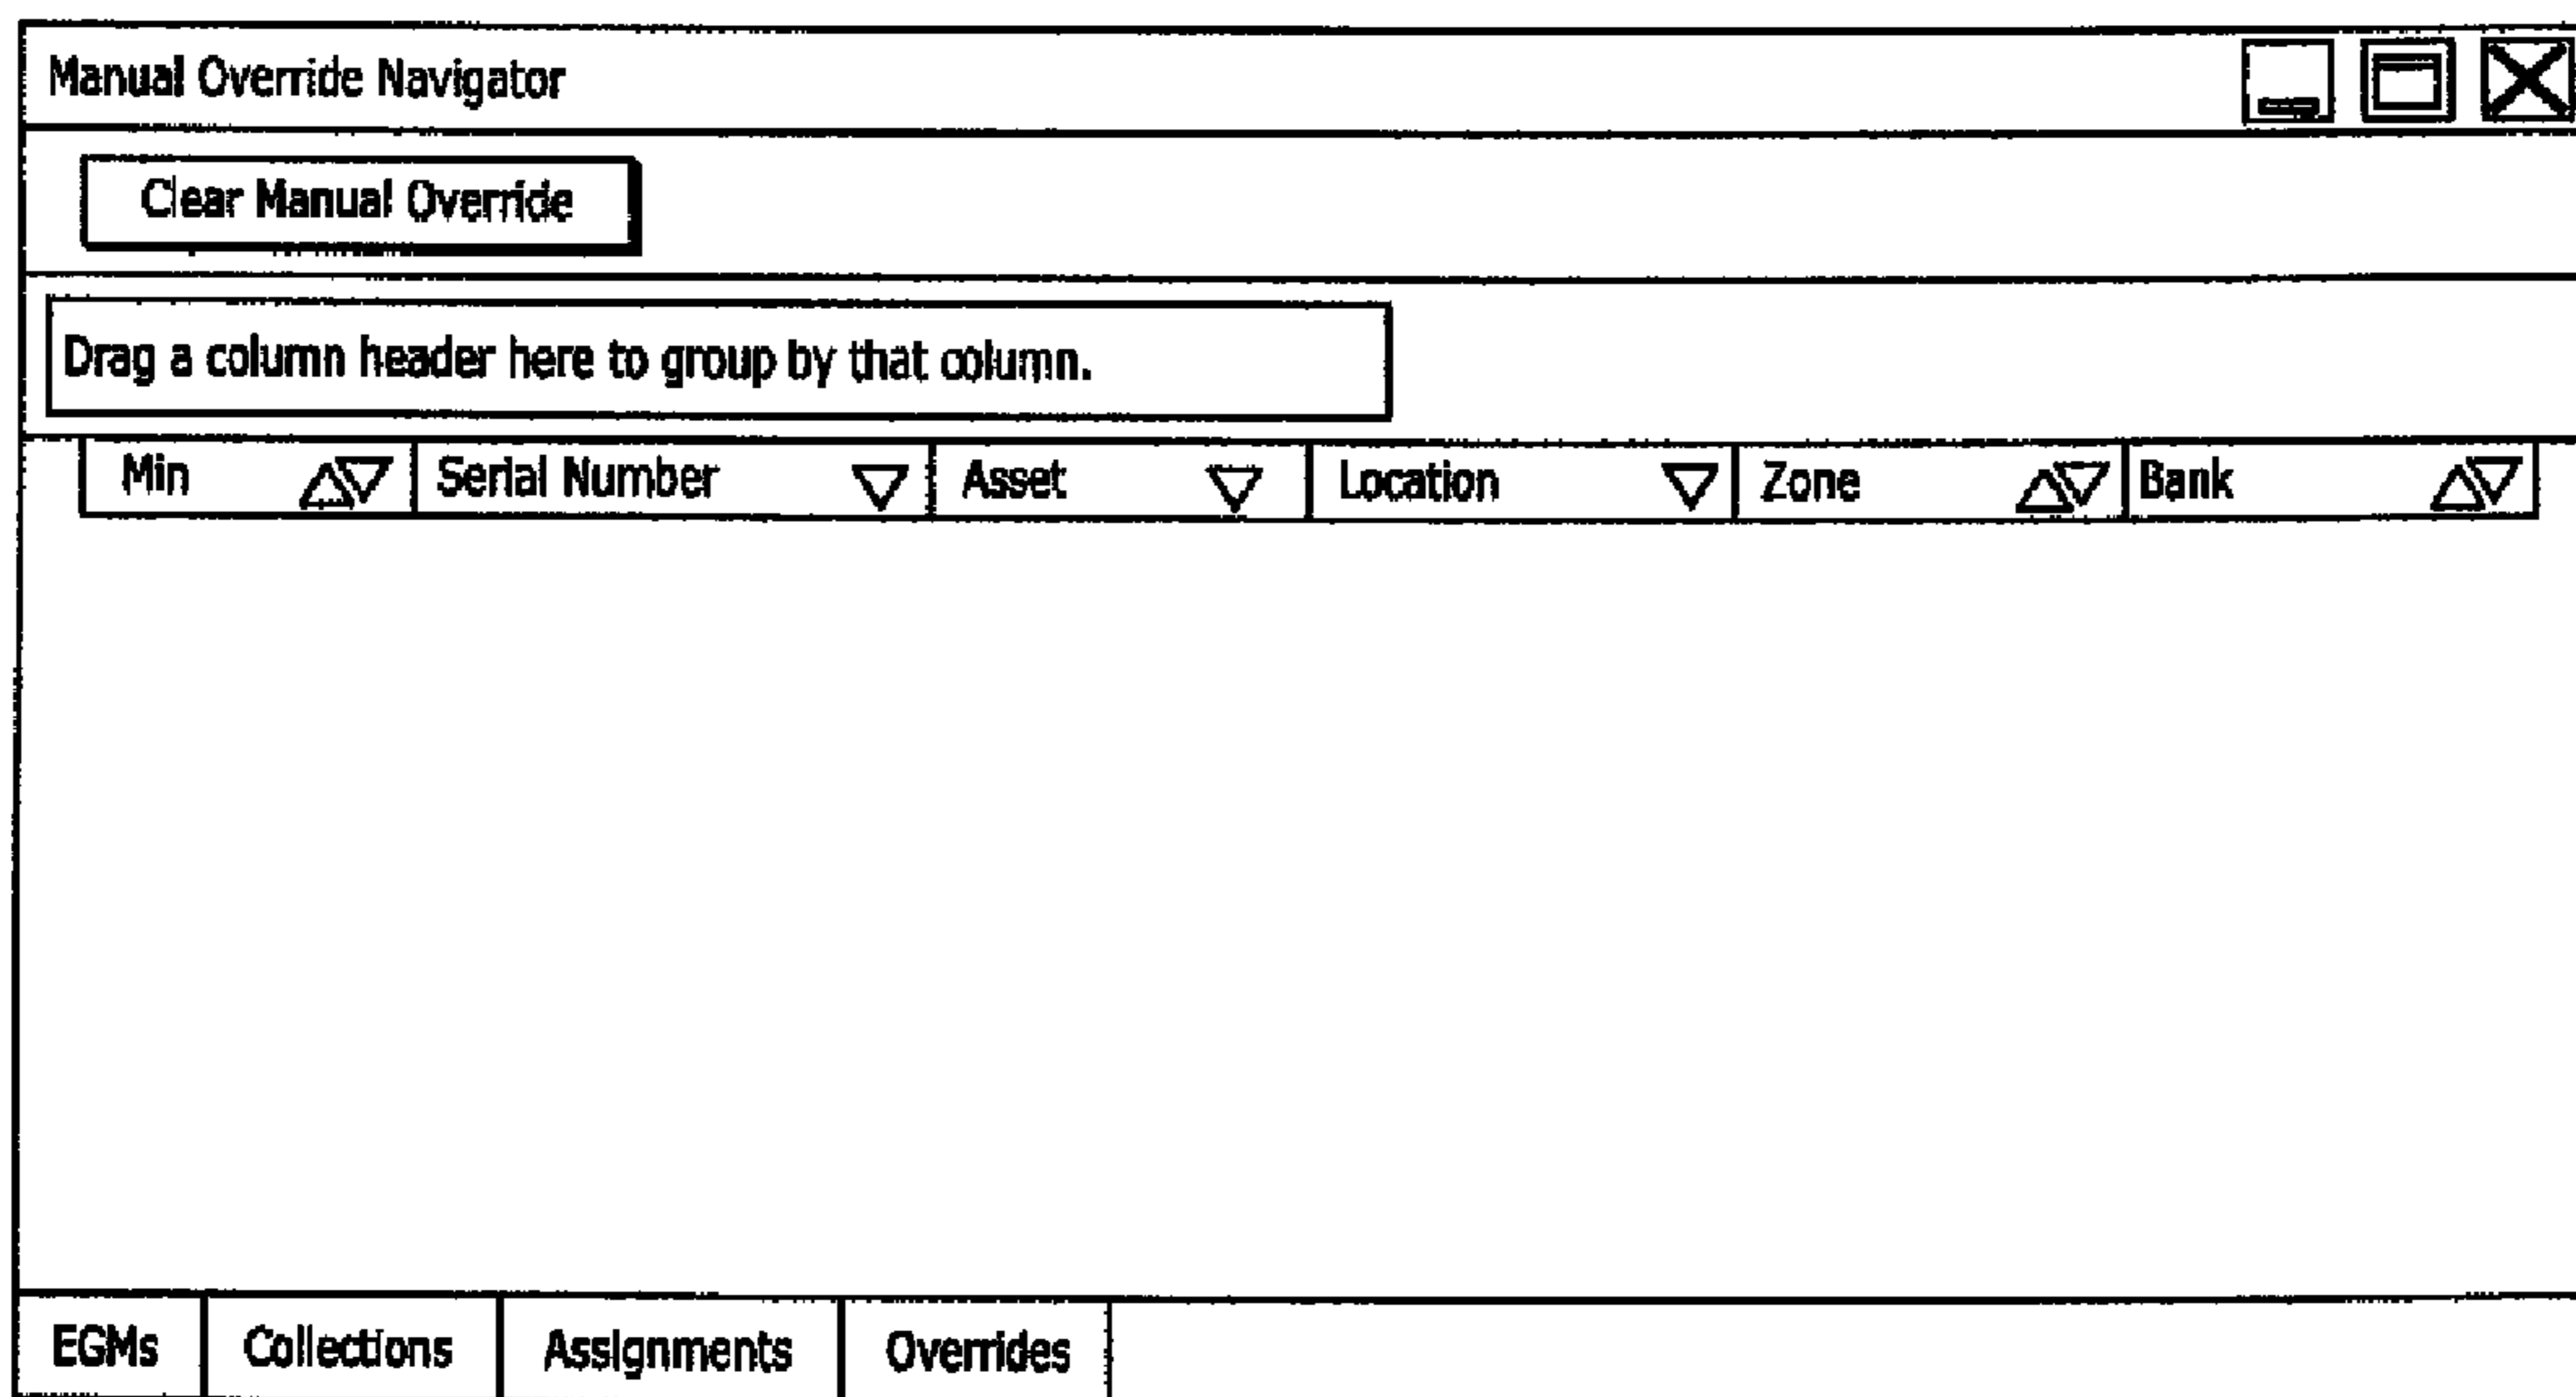 Manual Override Navigator
Clear Manual Override
Drag a column header here to group by that column.
Min Serial Number Asset Location Zone Bank
EGMs Collections Assignments Overrides